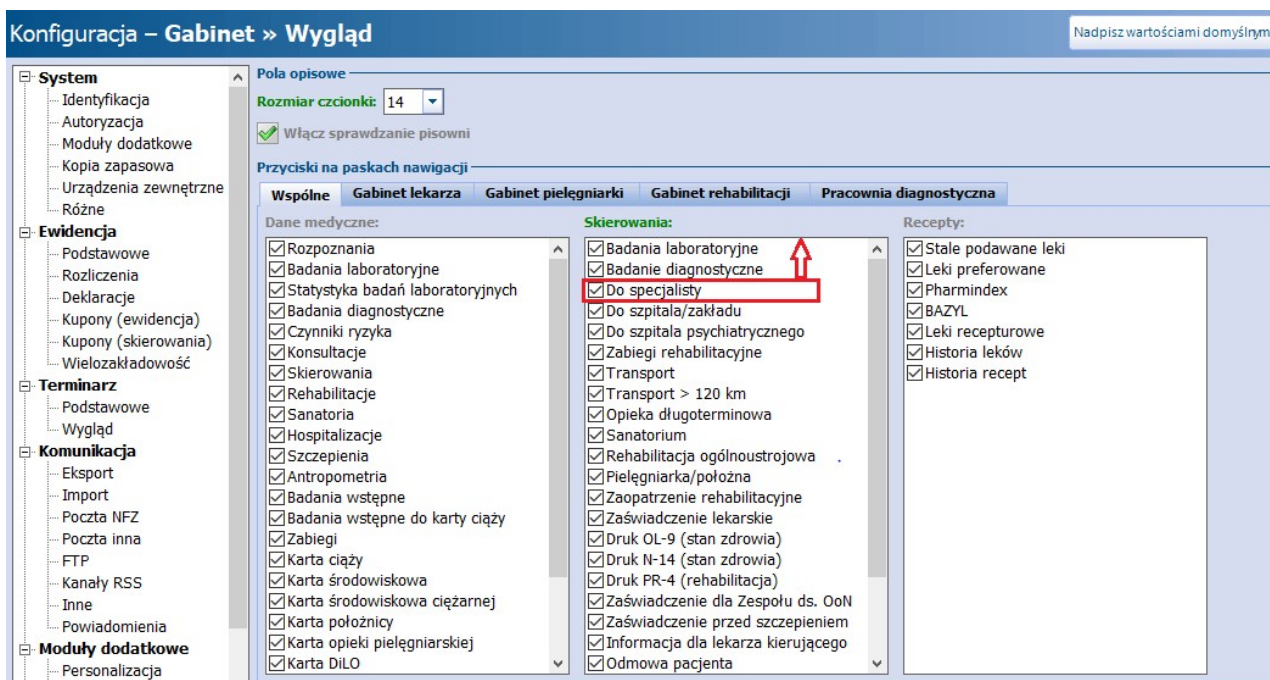 Konfiguracja – Gabinet » Wygląd
Nadpisz wartościami domyślnym
System
Identyfikacja
Autoryzacja
Moduły dodatkowe
Kopia zapasowa
Urządzenia zewnętrzne
Różne
Ewidencja
Podstawowe
Rozliczenia
Deklaracje
Kupony (ewidencja)
Kupony (skierowania)
Wielozakładowość
Terminarz
Podstawowe
Wygląd
Komunikacja
Eksport
Import
Poczta NFZ
Poczta inna
FTP
Kanały RSS
Inne
Powiadomienia
Moduły dodatkowe
Personalizacja
Pola opisowe
Rozmiar czcionki: 14
Włącz sprawdzanie pisowni
Przyciski na paskach nawigacji
Wspólne Gabinet lekarza Gabinet pielęgniarki Gabinet rehabilitacji Pracownia diagnostyczna
Dane medyczne:
Rozpoznania
Badania laboratoryjne
Statystyka badań laboratoryjnych
Badania diagnostyczne
Czynniki ryzyka
Konsultacje
Skierowania
Rehabilitacje
Sanatoria
Hospitalizacje
Szczepienia
Antropometria
Badania wstępne
Badania wstępne do karty ciąży
Zabiegi
Karta ciąży
Karta środowiskowa
Karta środowiskowa ciężarnej
Karta położnicy
Karta opieki pielęgniarskiej
Karta DiLO
Skierowania:
Badania laboratoryjne
Badanie diagnostyczne
Do specjalisty
Do szpitala/zakładu
Do szpitala psychiatrycznego
Zabiegi rehabilitacyjne
Transport
Transport > 120 km
Opieka długoterminowa
Sanatorium
Rehabilitacja ogólnoustrojowa
Pielęgniarka/położna
Zaopatrzenie rehabilitacyjne
Zaświadczenie lekarskie
Druk OL-9 (stan zdrowia)
Druk N-14 (stan zdrowia)
Druk PR-4 (rehabilitacja)
Zaświadczenie dla Zespołu ds. OoN
Zaświadczenie przed szczepieniem
Informacja dla lekarza kierującego
Odmowa pacjenta
Recepty:
Stale podawane leki
Leki preferowane
Pharmindex
BAZYL
Leki recepturowe
Historia leków
Historia recept